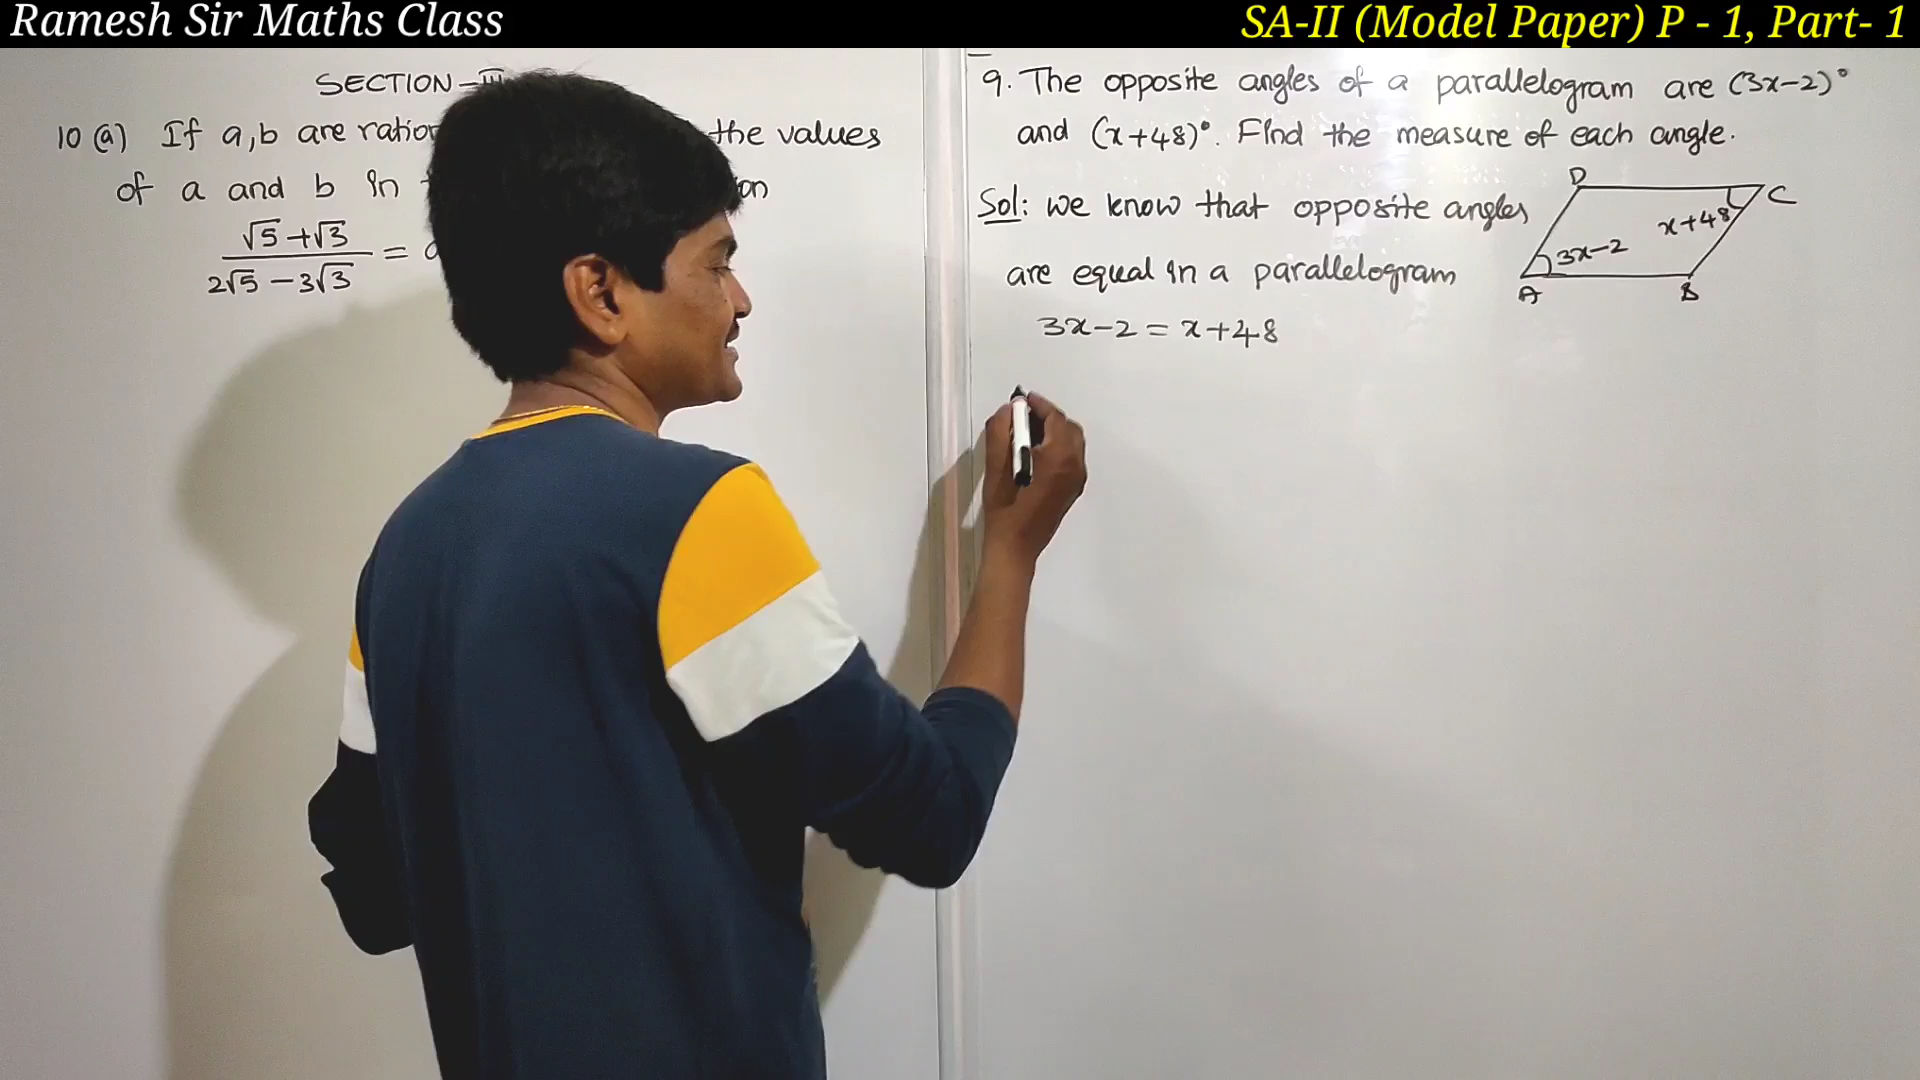 Ramesh Sir Maths Class
SA-II (Model Paper) P - 1, Part- 1
SECTION - III
10 (a) If a,b are the values
of a and b in
√5 + √3
2√5 - 3√3 =
9. The opposite angles of a parallelogram are (3x-2)°
and (x+48)°. Find the measure of each angle.
Sol: we know that opposite angles
are equal in a parallelogram
3x-2 = x+48
D
C
x+48
3x-2
A
B